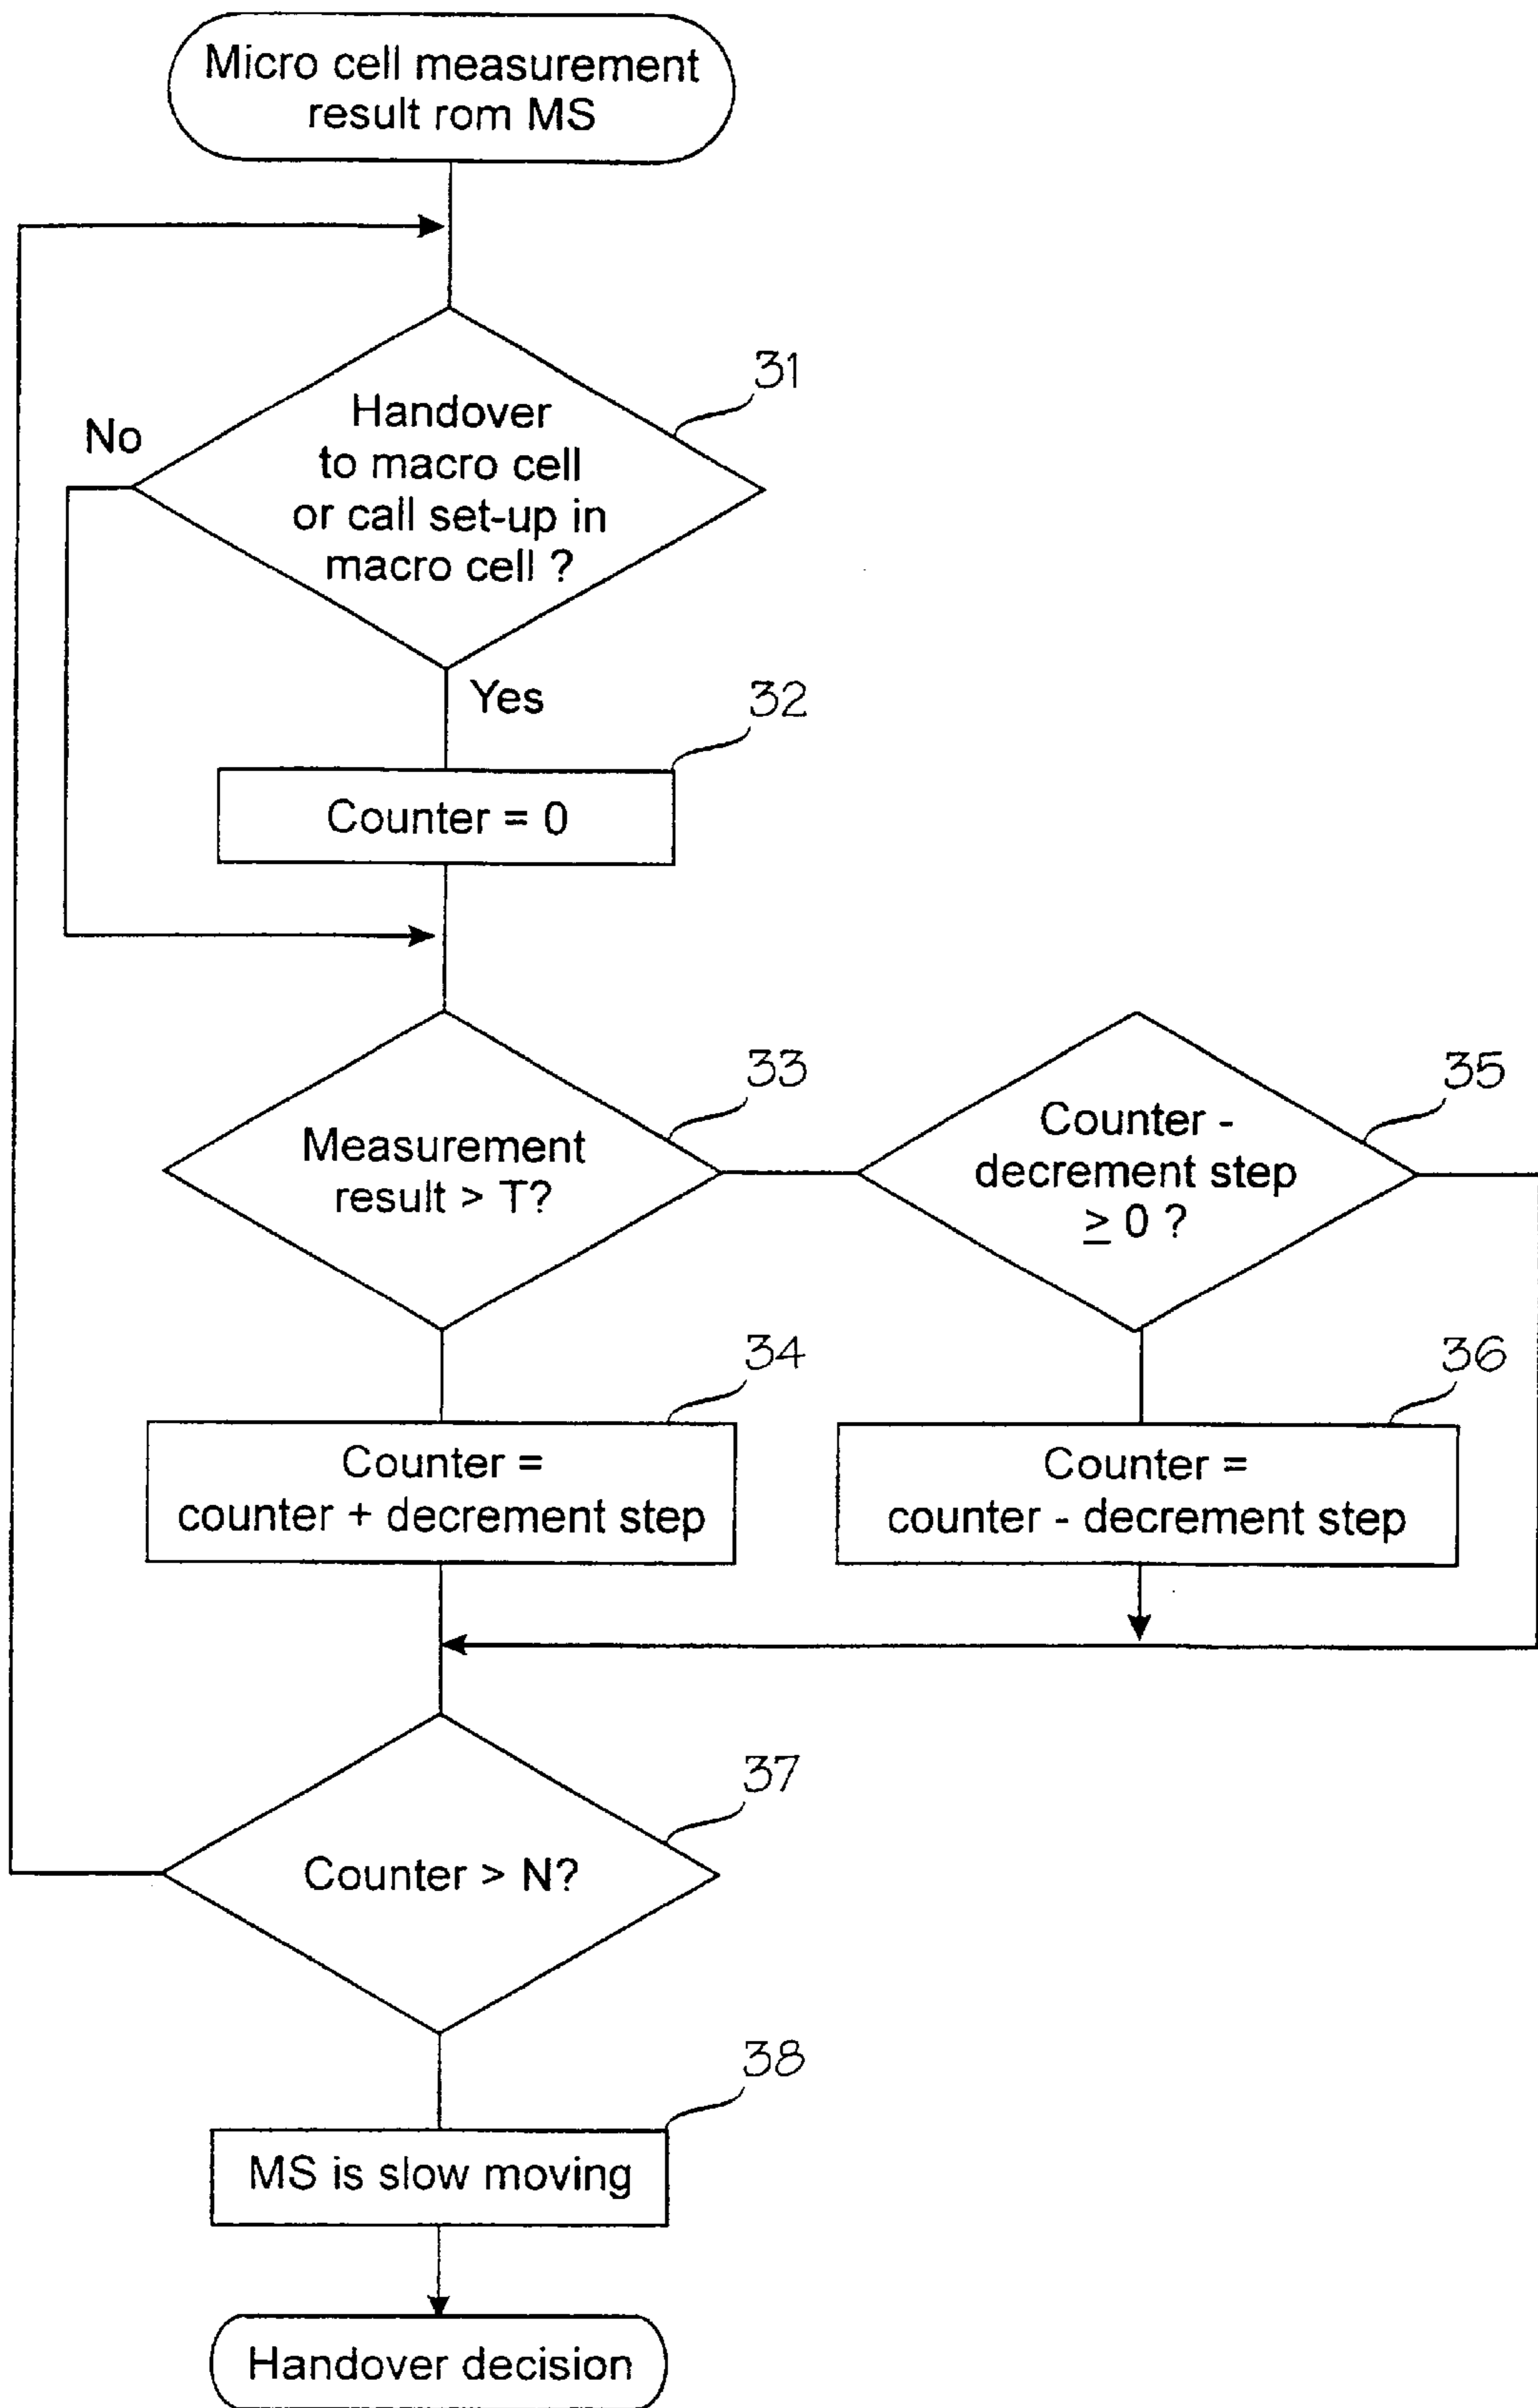 Micro cell measurement
result rom MS
31
Handover
to macro cell
or call set-up in
macro cell ?
No
Yes
32
Counter = 0
33
Measurement
result > T?
35
Counter -
decrement step
≥ 0 ?
34
Counter =
counter + decrement step
36
Counter =
counter - decrement step
37
Counter > N?
38
MS is slow moving
Handover decision